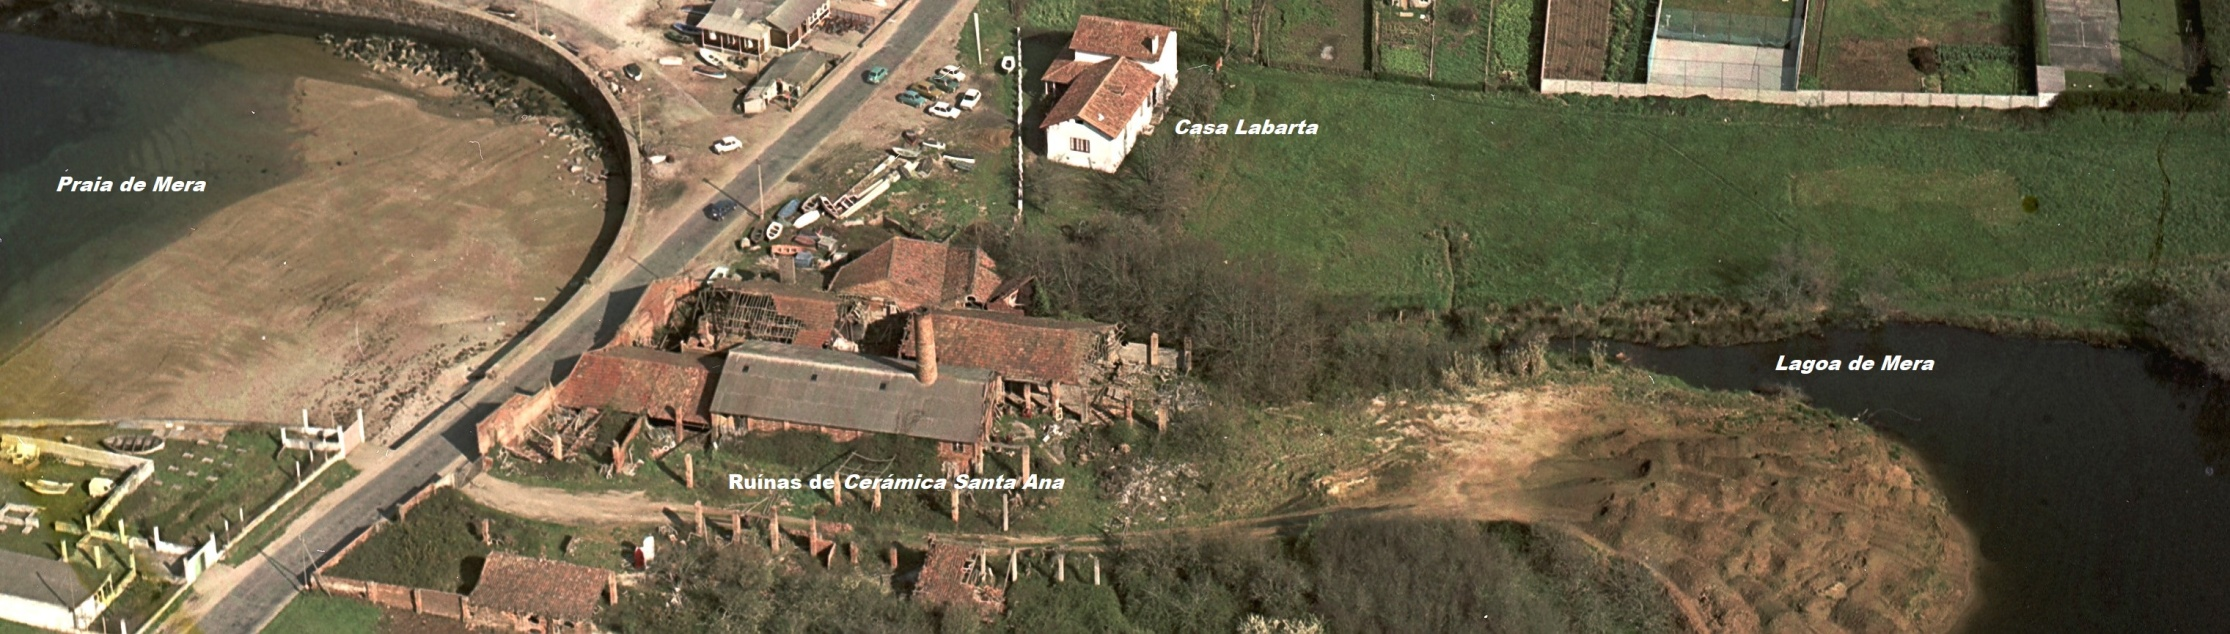 Casa Labarta
Praia de Mera
Lagoa de Mera
Ruínas de Cerámica Santa Ana